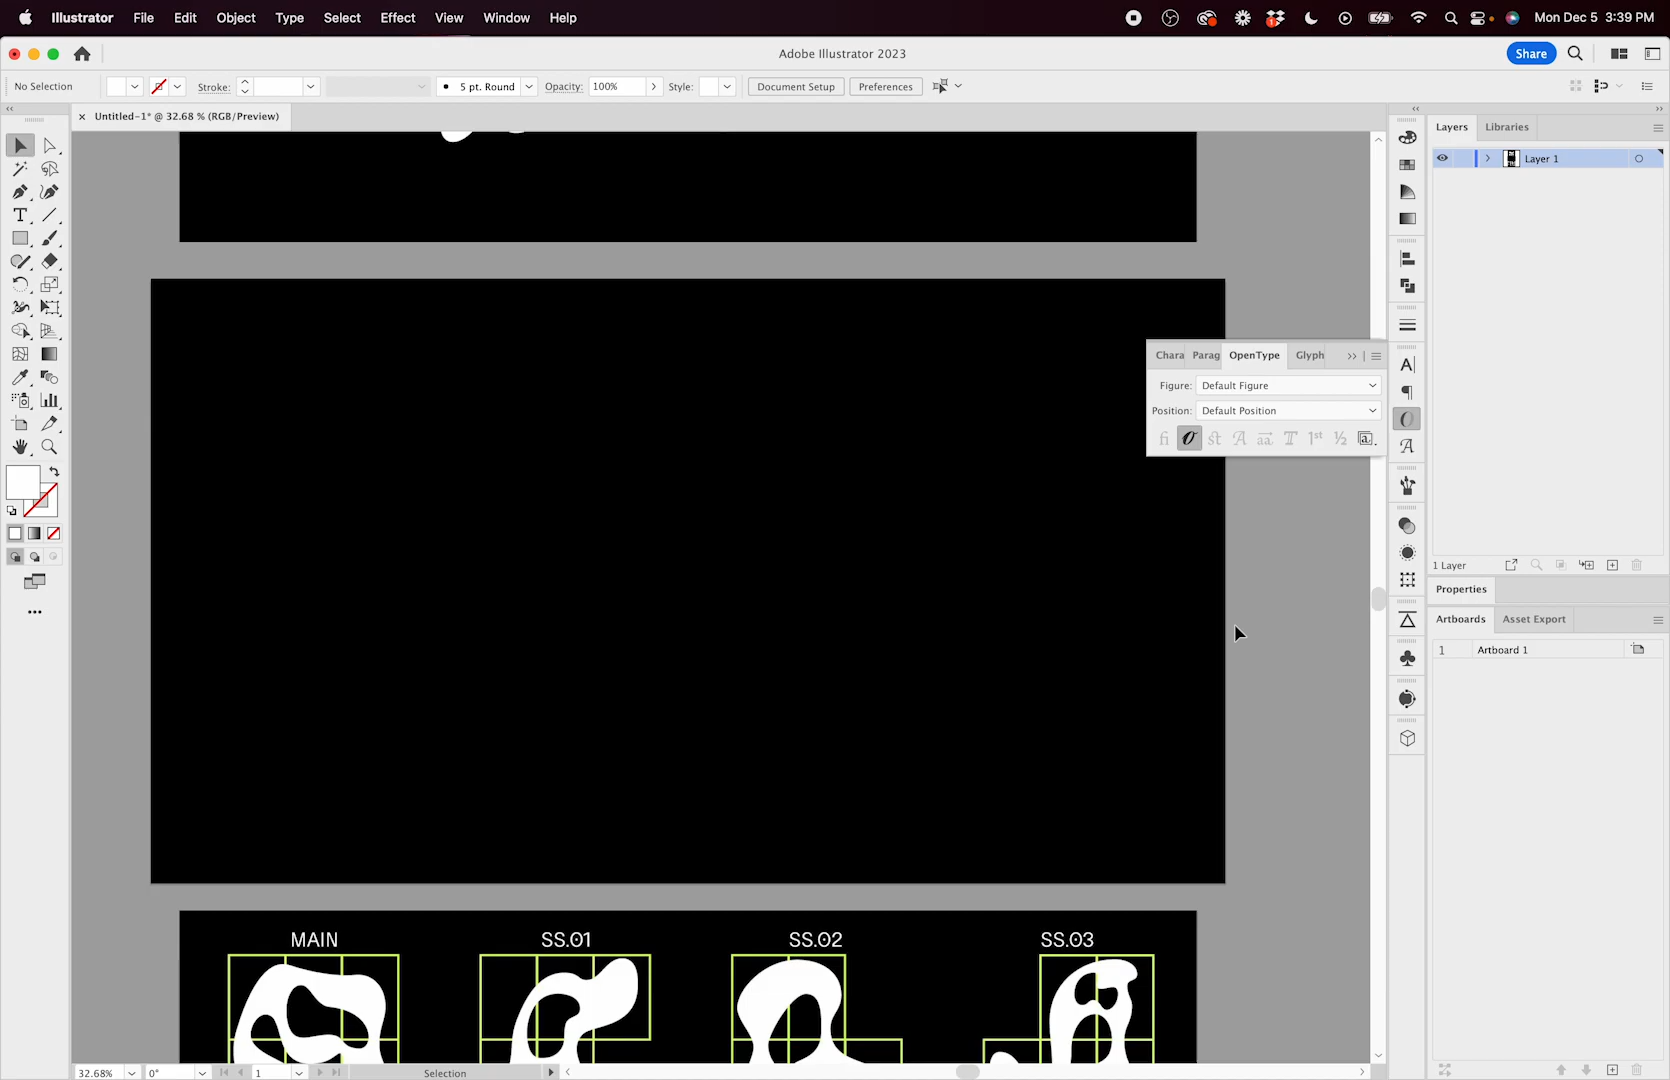 Illustrator File Edit Object Type Select Effect View Window Help Mon Dec 5 3:39 PM
Adobe Illustrator 2023 Share
No Selection Stroke: 5 pt. Round Opacity: 100% Style: Document Setup Preferences
× Untitled-1* @ 32.68 % (RGB/Preview)
Layers Libraries
Layer 1
Chara Parag OpenType Glyph
Figure: Default Figure
Position: Default Position
1 Layer
Properties
Artboards Asset Export
1 Artboard 1
MAIN SS.01 SS.02 SS.03
32.68% 0° 1 Selection